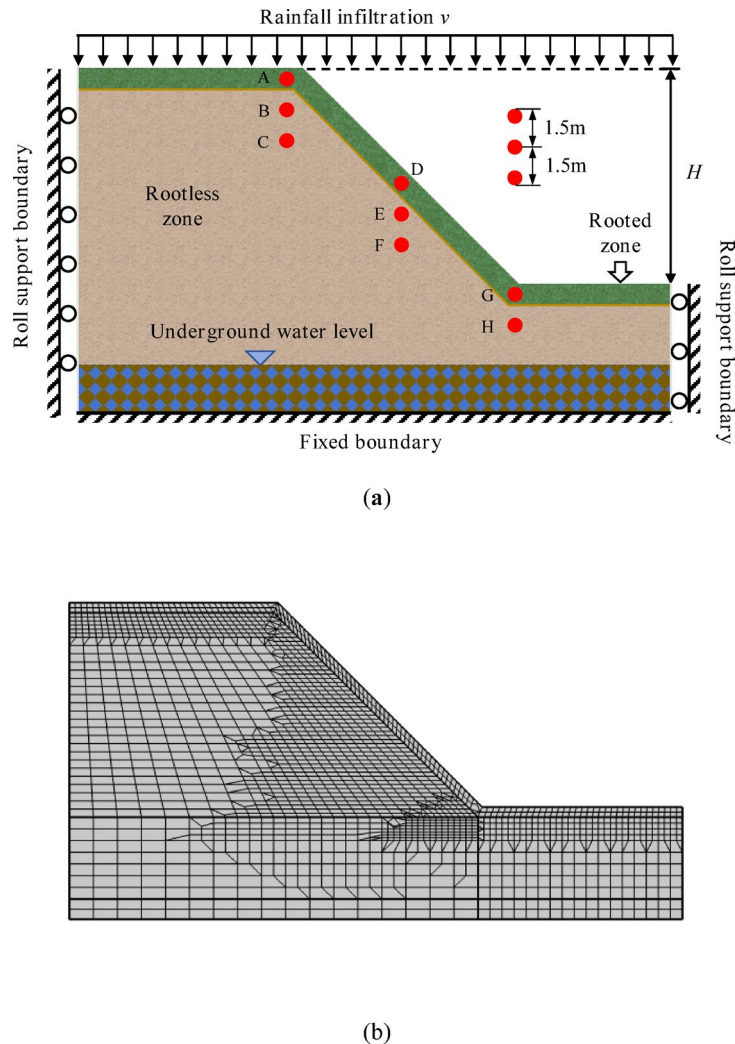 Rainfall infiltration v
A
B
C
D
E
F
G
H
1.5m
1.5m
H
Rootless
zone
Rooted
zone
Underground water level
Roll support boundary
Roll support boundary
Fixed boundary
(a)
(b)